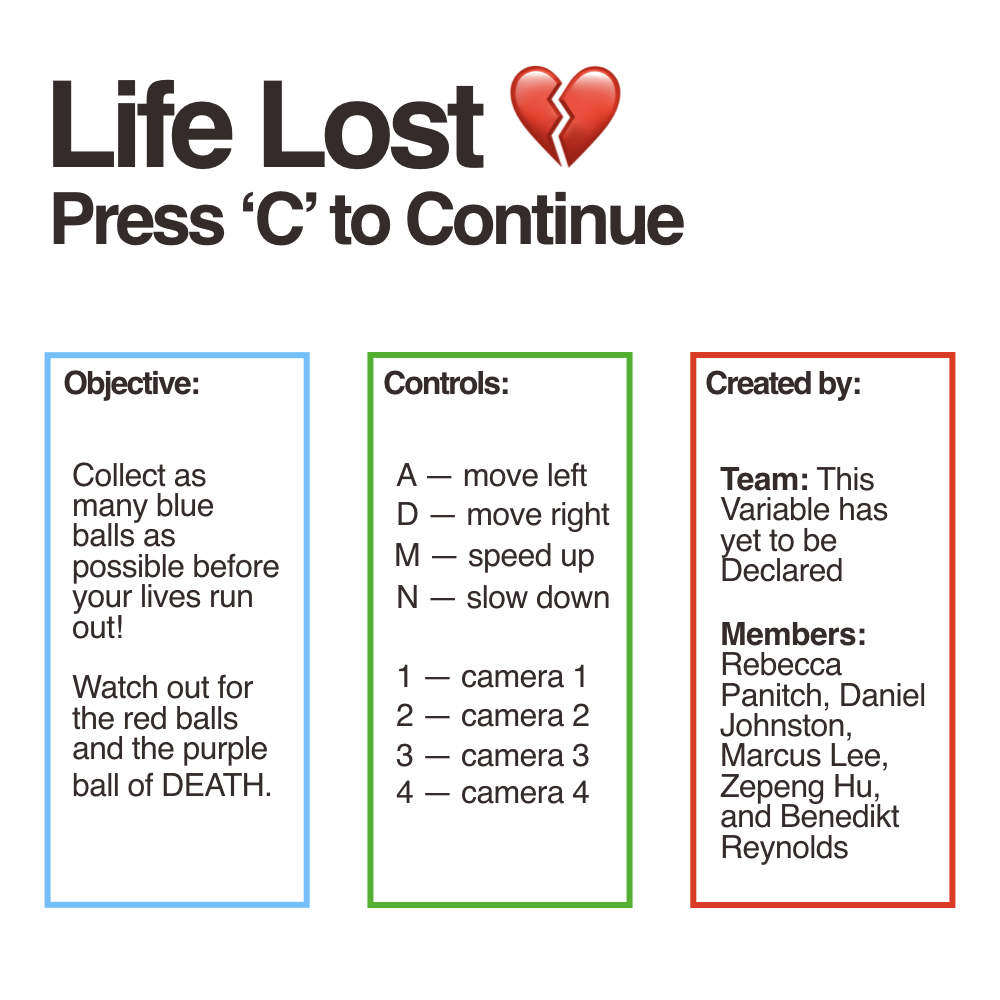 Life Lost 💔
Press ‘C’ to Continue
Objective:
Collect as
many blue
balls as
possible before
your lives run
out!
Watch out for
the red balls
and the purple
ball of DEATH.
Controls:
A — move left
D — move right
M — speed up
N — slow down
1 — camera 1
2 — camera 2
3 — camera 3
4 — camera 4
Created by:
Team: This
Variable has
yet to be
Declared
Members:
Rebecca
Panitch, Daniel
Johnston,
Marcus Lee,
Zepeng Hu,
and Benedikt
Reynolds